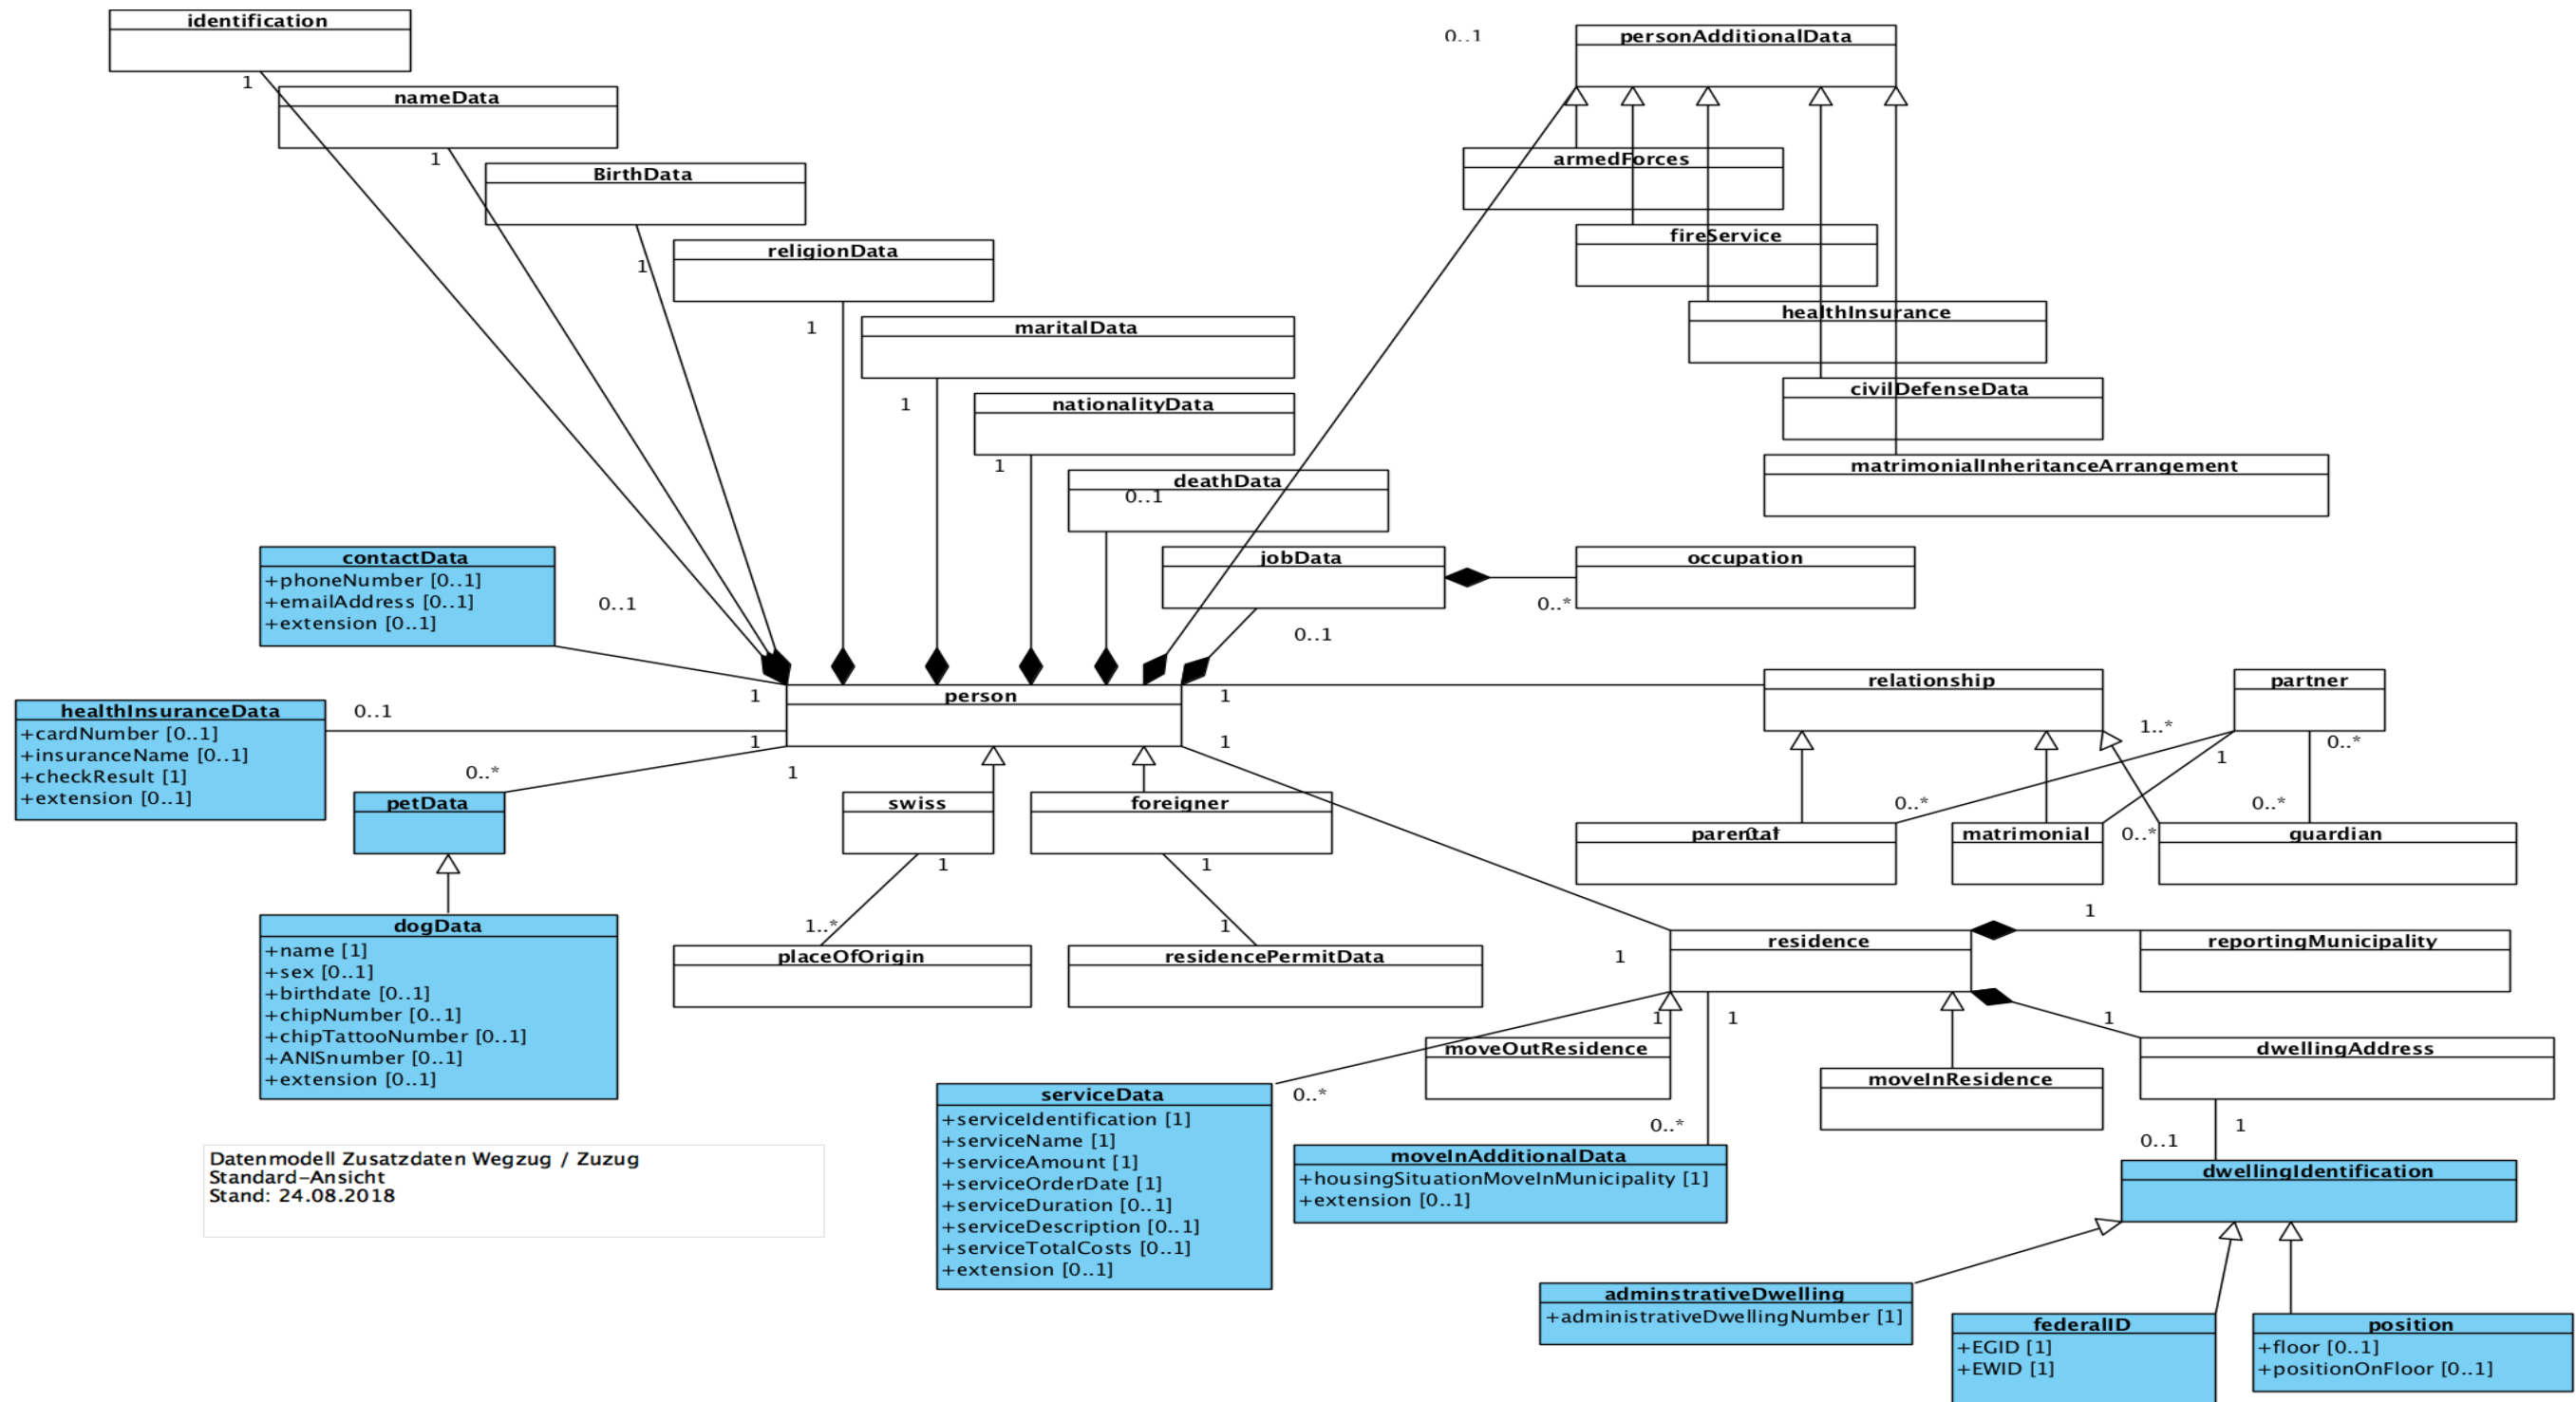 identification
0..1
personAdditionalData
1
nameData
1
armedForces
BirthData
fireService
religionData
1
healthInsurance
1
maritalData
civilDefenseData
1
nationalityData
1
matrimonialInheritanceArrangement
deathData
0..1
contactData
+phoneNumber [0..1]
+emailAddress [0..1]
+extension [0..1]
0..1
jobData
occupation
0..*
0..1
relationship
partner
1
person
1
healthInsuranceData
+cardNumber [0..1]
+insuranceName [0..1]
+checkResult [1]
+extension [0..1]
0..1
1
1
1..*
0..*
1
0..*
1
petData
swiss
foreigner
0..*
0..*
parental
0..*
matrimonial
0..*
guardian
1
1
dogData
+name [1]
+sex [0..1]
+birthdate [0..1]
+chipNumber [0..1]
+chipTattooNumber [0..1]
+ANISnumber [0..1]
+extension [0..1]
1..*
1
placeOfOrigin
residencePermitData
1
residence
1
reportingMunicipality
1
1
1
moveOutResidence
moveInResidence
dwellingAddress
serviceData
+serviceIdentification [1]
+serviceName [1]
+serviceAmount [1]
+serviceOrderDate [1]
+serviceDuration [0..1]
+serviceDescription [0..1]
+serviceTotalCosts [0..1]
+extension [0..1]
0..*
0..*
moveInAdditionalData
+housingSituationMoveInMunicipality [1]
+extension [0..1]
0..1
1
dwellingIdentification
Datenmodell Zusatzdaten Wegzug / Zuzug
Standard-Ansicht
Stand: 24.08.2018
adminstrativeDwelling
+administrativeDwellingNumber [1]
federalID
+EGID [1]
+EWID [1]
position
+floor [0..1]
+positionOnFloor [0..1]